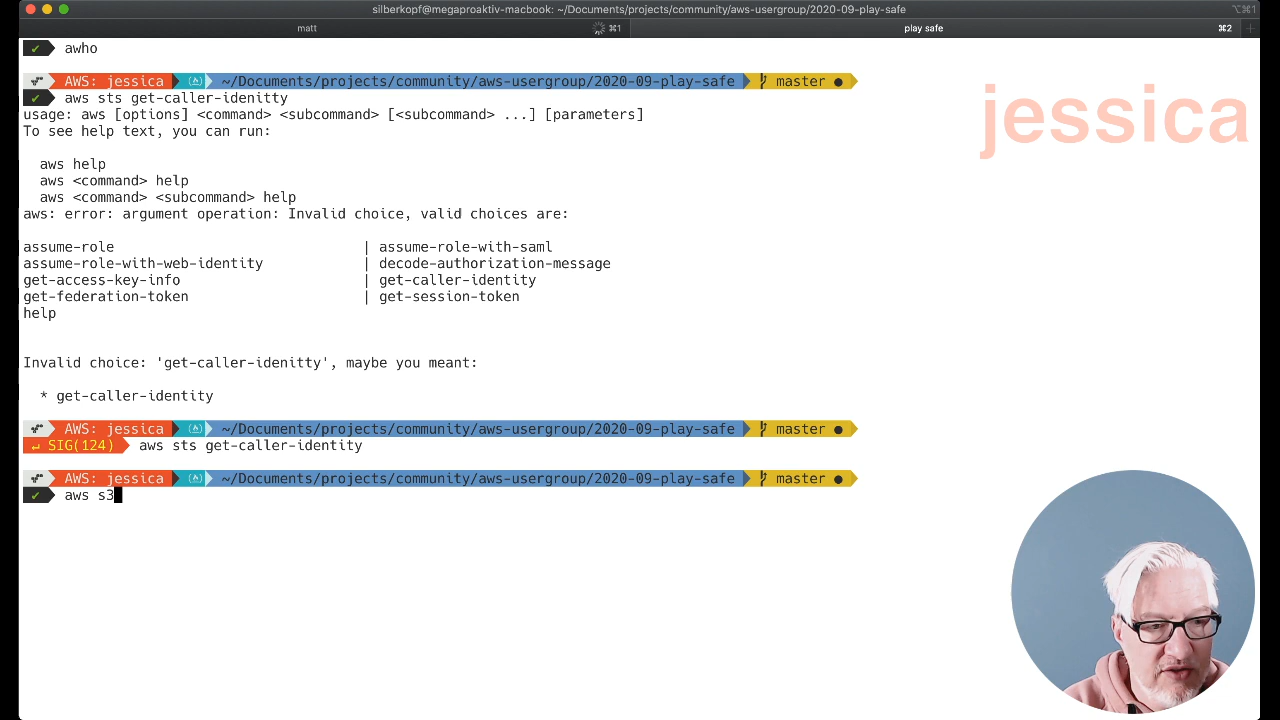 silberkopf@megaproaktiv-macbook: ~/Documents/projects/community/aws-usergroup/2020-09-play-safe
⌥⌘1
matt
⌘1
play safe
⌘2
✔ awho
AWS: jessica ~/Documents/projects/community/aws-usergroup/2020-09-play-safe master ●
✔ aws sts get-caller-idenitty
usage: aws [options] <command> <subcommand> [<subcommand> ...] [parameters]
To see help text, you can run:
aws help
aws <command> help
aws <command> <subcommand> help
aws: error: argument operation: Invalid choice, valid choices are:
assume-role | assume-role-with-saml
assume-role-with-web-identity | decode-authorization-message
get-access-key-info | get-caller-identity
get-federation-token | get-session-token
help
Invalid choice: 'get-caller-idenitty', maybe you meant:
* get-caller-identity
AWS: jessica ~/Documents/projects/community/aws-usergroup/2020-09-play-safe master ●
↵ SIG(124) aws sts get-caller-identity
AWS: jessica ~/Documents/projects/community/aws-usergroup/2020-09-play-safe master ●
✔ aws s3
jessica